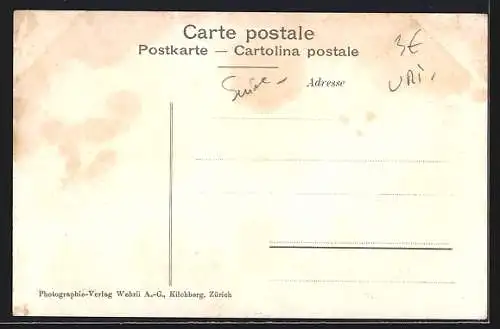 Carte postale
Postkarte — Cartolina postale
3€
Suisse
Adresse
URI.
Photographie-Verlag Wehrli A.-G., Kilchberg, Zürich